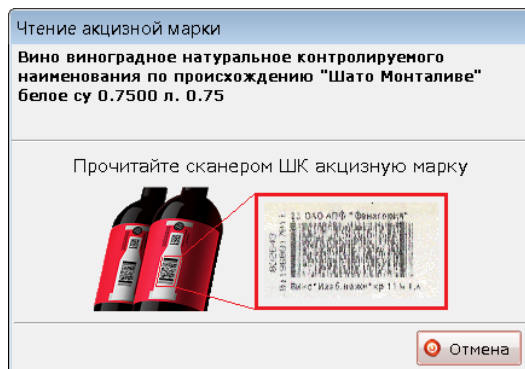 Чтение акцизной марки
Вино виноградное натуральное контролируемого
наименования по происхождению "Шато Монталиве"
белое су 0.7500 л. 0.75
Прочитайте сканером ШК акцизную марку
ОАО АПФ "Фанагория"
Отмена